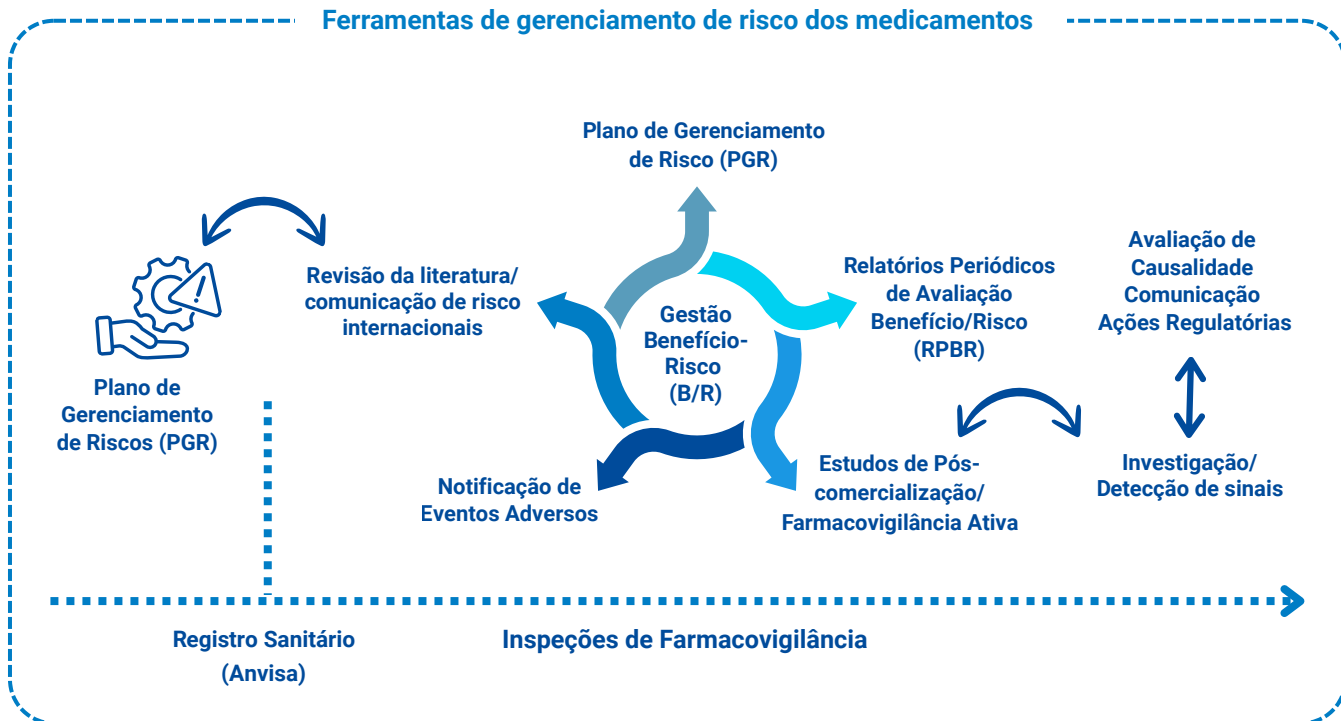 Ferramentas de gerenciamento de risco dos medicamentos
Plano de Gerenciamento
de Risco (PGR)
Revisão da literatura/
comunicação de risco
internacionais
Plano de
Gerenciamento
de Riscos (PGR)
Gestão
Benefício-
Risco
(B/R)
Relatórios Periódicos
de Avaliação
Benefício/Risco
(RPBR)
Avaliação de
Causalidade
Comunicação
Ações Regulatórias
Notificação de
Eventos Adversos
Estudos de Pós-
comercialização/
Farmacovigilância Ativa
Investigação/
Detecção de sinais
Registro Sanitário
(Anvisa)
Inspeções de Farmacovigilância